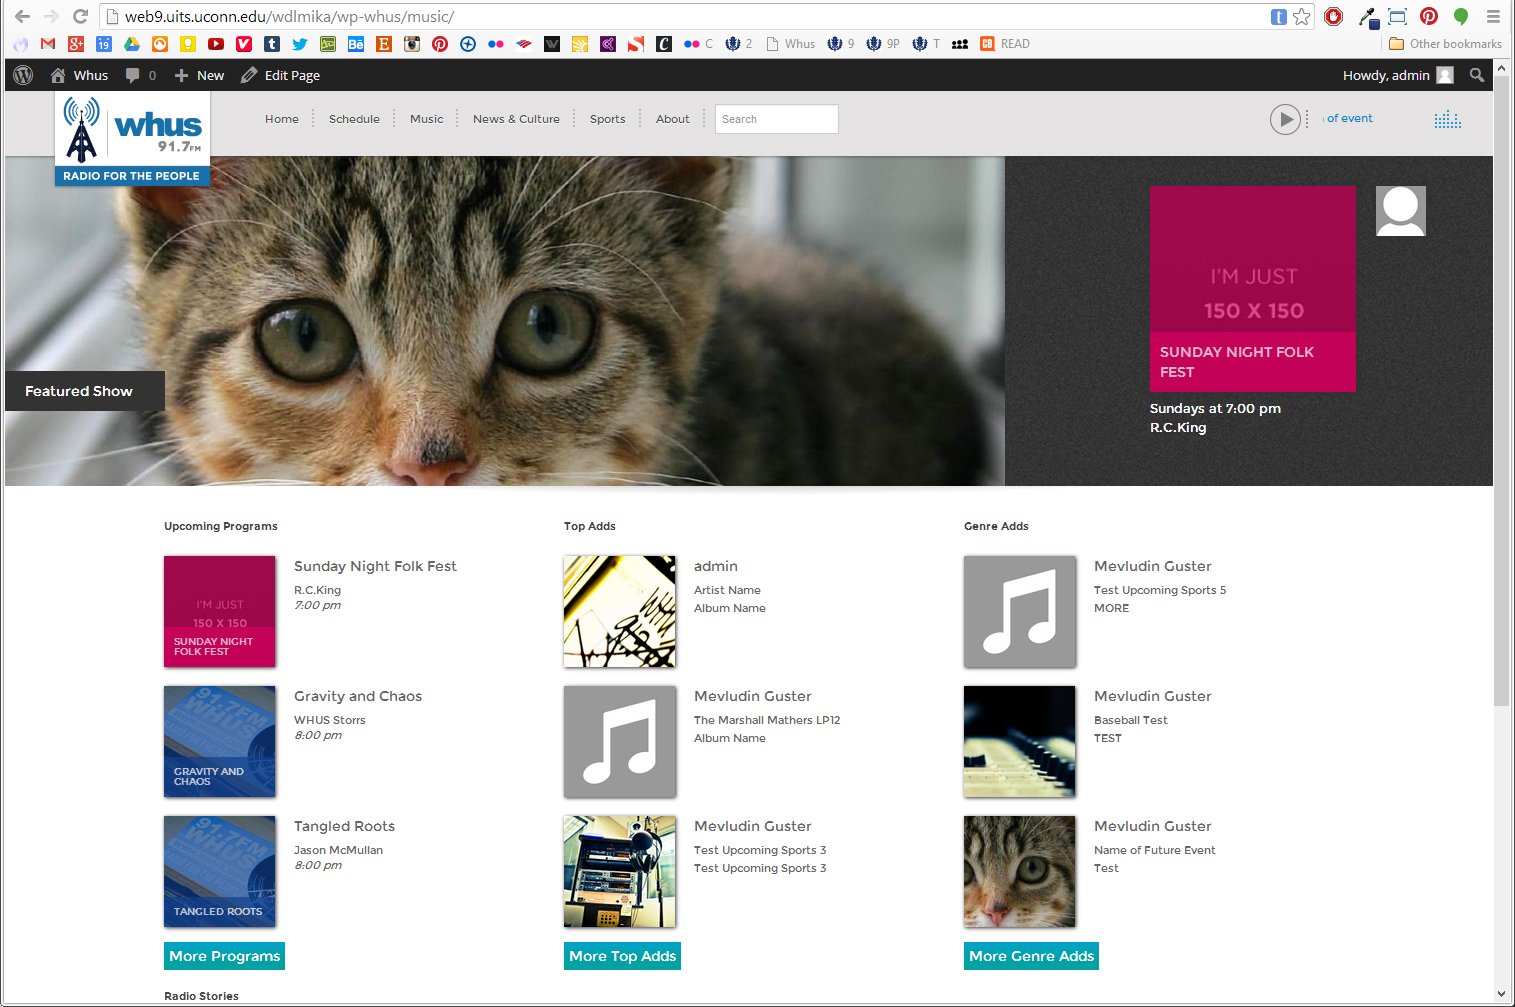 web9.uits.uconn.edu/wdlmika/wp-whus/music/
19
C
2
Whus
9
9P
T
READ
Other bookmarks
Whus
0
New
Edit Page
Howdy, admin
whus
91.7FM
RADIO FOR THE PEOPLE
Home
Schedule
Music
News & Culture
Sports
About
Search
of event
I'M JUST
150 X 150
SUNDAY NIGHT FOLK
FEST
Sundays at 7:00 pm
R.C.King
Featured Show
Upcoming Programs
I'M JUST
150 X 150
SUNDAY NIGHT
FOLK FEST
Sunday Night Folk Fest
R.C.King
7:00 pm
91.7FM
WHUS
GRAVITY AND
CHAOS
Gravity and Chaos
WHUS Storrs
8:00 pm
91.7FM
WHUS
TANGLED ROOTS
Tangled Roots
Jason McMullan
8:00 pm
More Programs
Top Adds
admin
Artist Name
Album Name
Mevludin Guster
The Marshall Mathers LP12
Album Name
Mevludin Guster
Test Upcoming Sports 3
Test Upcoming Sports 3
More Top Adds
Genre Adds
Mevludin Guster
Test Upcoming Sports 5
MORE
Mevludin Guster
Baseball Test
TEST
Mevludin Guster
Name of Future Event
Test
More Genre Adds
Radio Stories